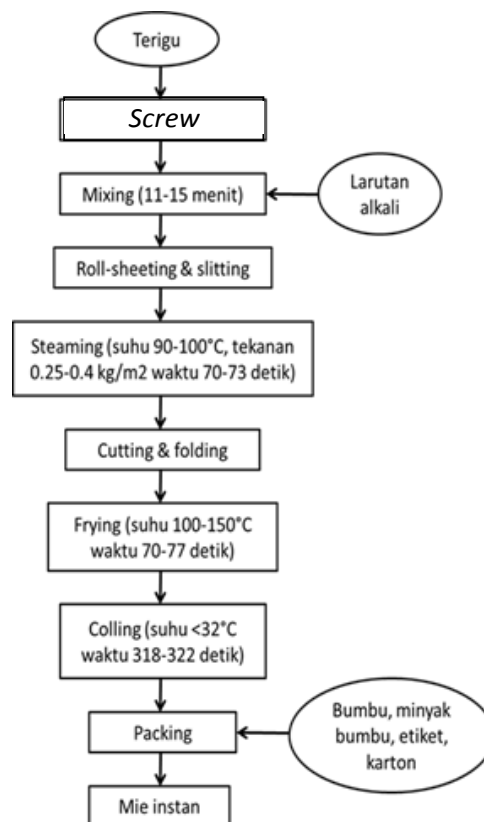 Terigu
Screw
Mixing (11-15 menit)
Larutan
alkali
Roll-sheeting & slitting
Steaming (suhu 90-100°C, tekanan
0.25-0.4 kg/m2 waktu 70-73 detik)
Cutting & folding
Frying (suhu 100-150°C
waktu 70-77 detik)
Colling (suhu <32°C
waktu 318-322 detik)
Packing
Bumbu, minyak
bumbu, etiket,
karton
Mie instan